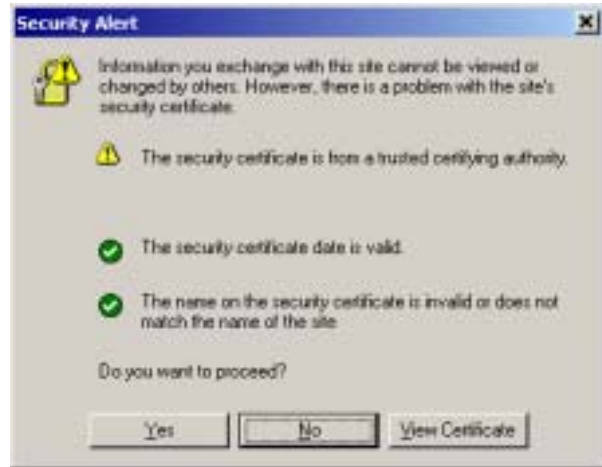 Security Alert
Information you exchange with this site cannot be viewed or
changed by others. However, there is a problem with the site's
security certificate.
The security certificate is from a trusted certifying authority.
The security certificate date is valid.
The name on the security certificate is invalid or does not
match the name of the site
Do you want to proceed?
Yes No View Certificate